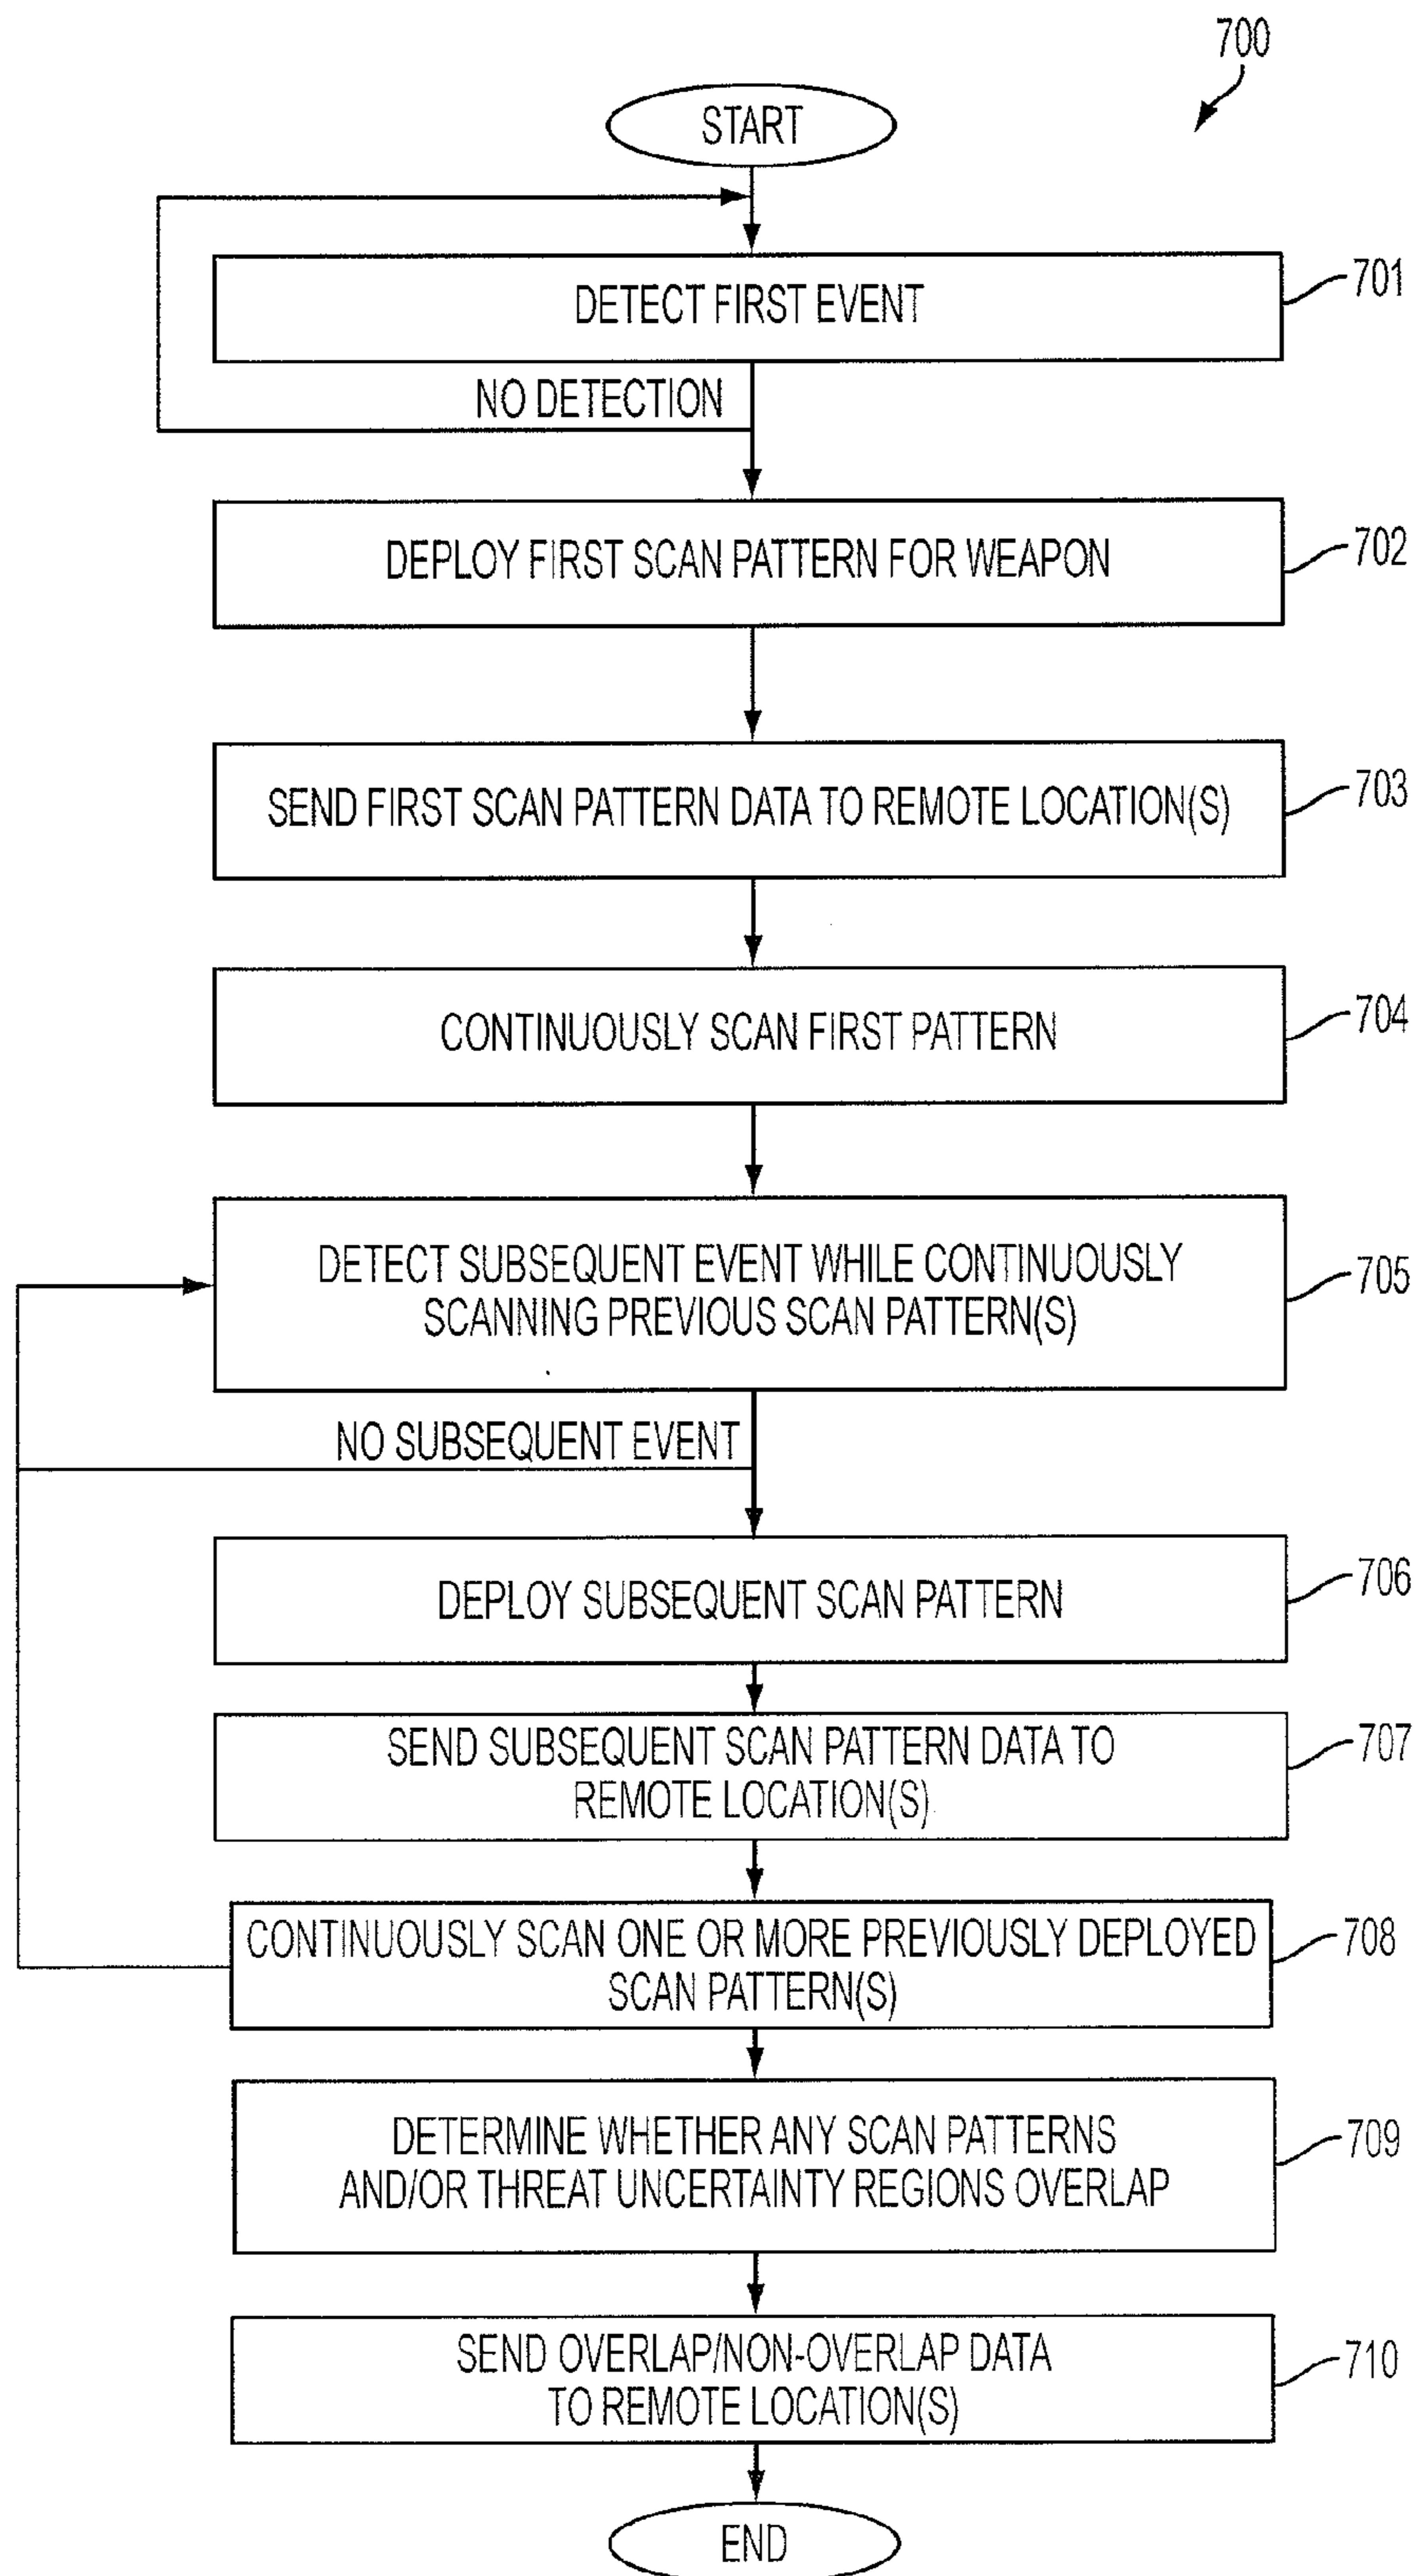 700
START
DETECT FIRST EVENT
701
NO DETECTION
DEPLOY FIRST SCAN PATTERN FOR WEAPON
702
SEND FIRST SCAN PATTERN DATA TO REMOTE LOCATION(S)
703
CONTINUOUSLY SCAN FIRST PATTERN
704
DETECT SUBSEQUENT EVENT WHILE CONTINUOUSLY
SCANNING PREVIOUS SCAN PATTERN(S)
705
NO SUBSEQUENT EVENT
DEPLOY SUBSEQUENT SCAN PATTERN
706
SEND SUBSEQUENT SCAN PATTERN DATA TO
REMOTE LOCATION(S)
707
CONTINUOUSLY SCAN ONE OR MORE PREVIOUSLY DEPLOYED
SCAN PATTERN(S)
708
DETERMINE WHETHER ANY SCAN PATTERNS
AND/OR THREAT UNCERTAINTY REGIONS OVERLAP
709
SEND OVERLAP/NON-OVERLAP DATA
TO REMOTE LOCATION(S)
710
END